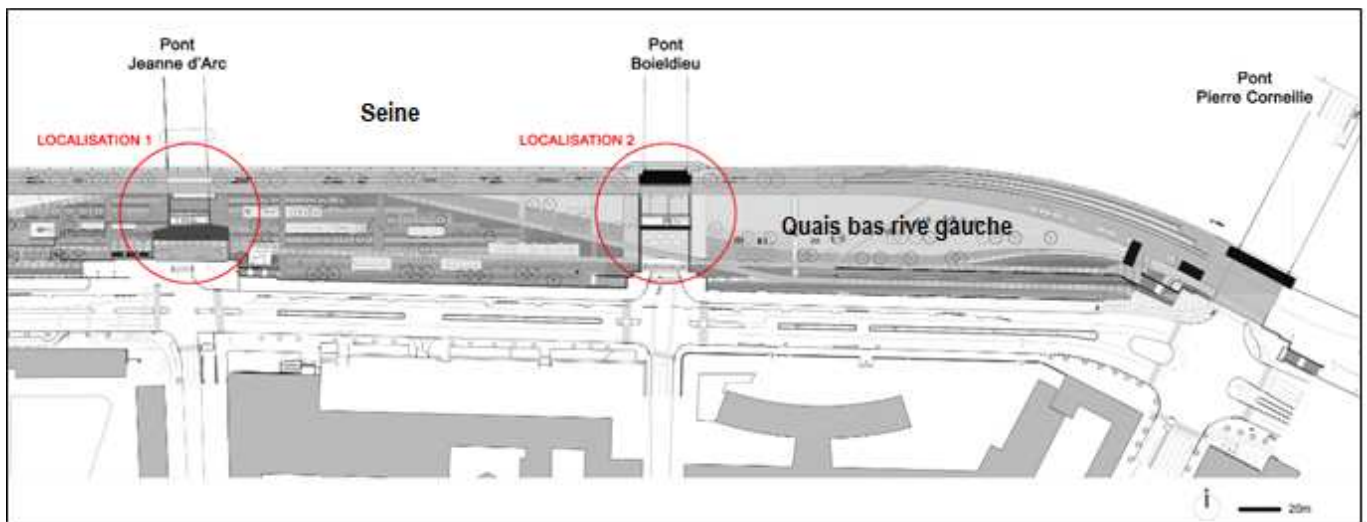 Pont
Jeanne d'Arc
Pont
Boieldieu
Pont
Pierre Corneille
Seine
LOCALISATION 1
LOCALISATION 2
Quais bas rive gauche
20m